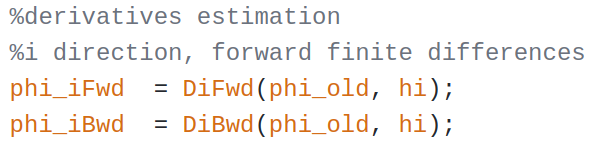 %derivatives estimation
%i direction, forward finite differences
phi_iFwd  = DiFwd(phi_old, hi);
phi_iBwd  = DiBwd(phi_old, hi);